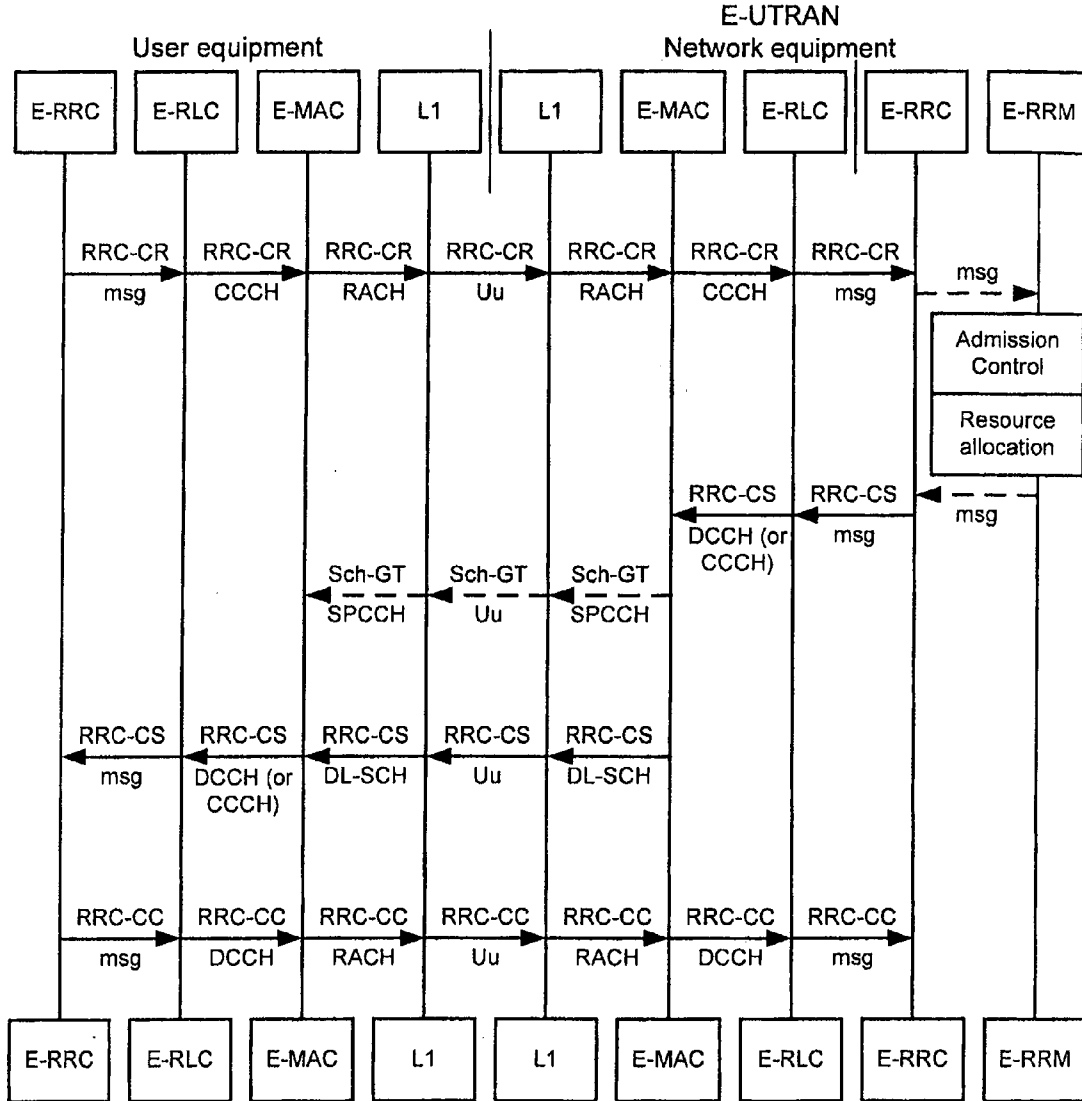 E-UTRAN
User equipment
Network equipment
E-RRC E-RLC E-MAC L1 L1 E-MAC E-RLC E-RRC E-RRM
RRC-CR RRC-CR RRC-CR RRC-CR RRC-CR RRC-CR RRC-CR
msg CCCH RACH Uu RACH CCCH msg
msg
Admission
Control
Resource
allocation
RRC-CS RRC-CS
msg
DCCH (or msg
CCCH)
Sch-GT Sch-GT Sch-GT
SPCCH Uu SPCCH
RRC-CS RRC-CS RRC-CS RRC-CS RRC-CS
msg DCCH (or DL-SCH Uu DL-SCH
CCCH)
RRC-CC RRC-CC RRC-CC RRC-CC RRC-CC RRC-CC RRC-CC
msg DCCH RACH Uu RACH DCCH msg
E-RRC E-RLC E-MAC L1 L1 E-MAC E-RLC E-RRC E-RRM